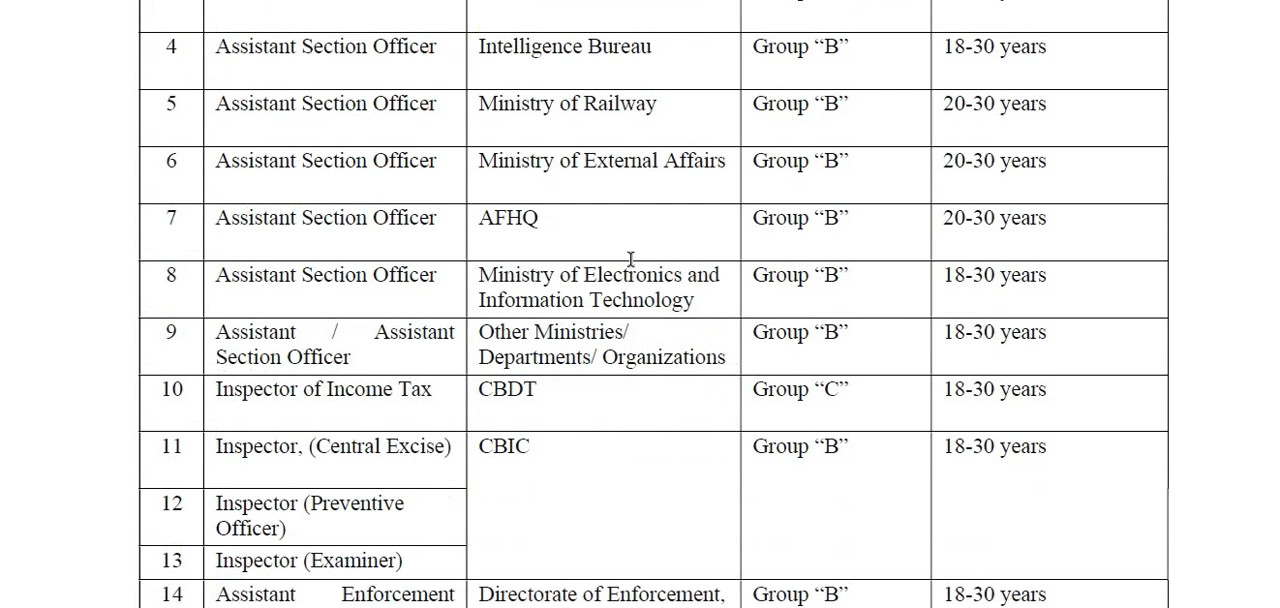 4 Assistant Section Officer Intelligence Bureau Group “B” 18-30 years
5 Assistant Section Officer Ministry of Railway Group “B” 20-30 years
6 Assistant Section Officer Ministry of External Affairs Group “B” 20-30 years
7 Assistant Section Officer AFHQ Group “B” 20-30 years
8 Assistant Section Officer Ministry of Electronics and Group “B” 18-30 years
Information Technology
9 Assistant / Assistant Other Ministries/ Group “B” 18-30 years
Section Officer Departments/ Organizations
10 Inspector of Income Tax CBDT Group “C” 18-30 years
11 Inspector, (Central Excise) CBIC Group “B” 18-30 years
12 Inspector (Preventive
Officer)
13 Inspector (Examiner)
14 Assistant Enforcement Directorate of Enforcement, Group “B” 18-30 years